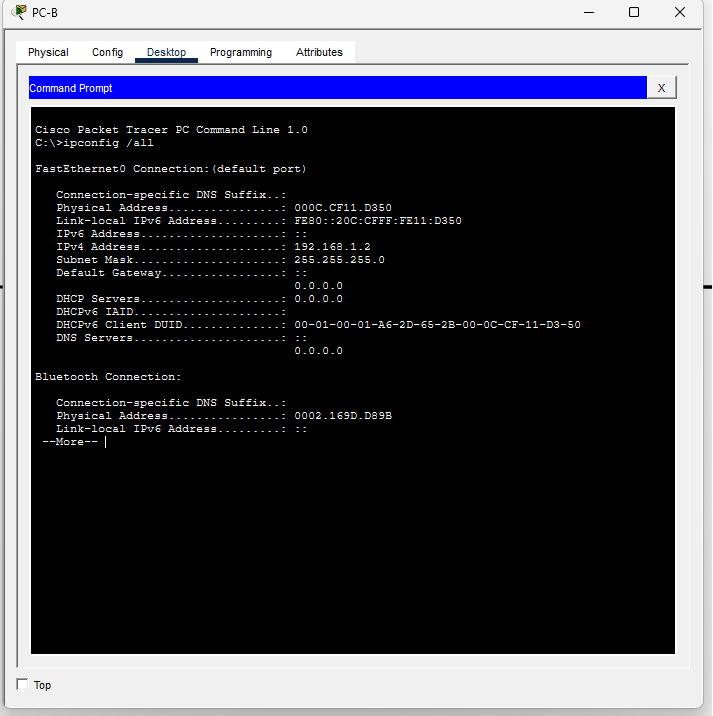 PC-B
Physical Config Desktop Programming Attributes
Command Prompt X
Cisco Packet Tracer PC Command Line 1.0
C:\>ipconfig /all
FastEthernet0 Connection:(default port)
Connection-specific DNS Suffix..:
Physical Address................: 000C.CF11.D350
Link-local IPv6 Address.........: FE80::20C:CFFF:FE11:D350
IPv6 Address....................: ::
IPv4 Address....................: 192.168.1.2
Subnet Mask.....................: 255.255.255.0
Default Gateway.................: ::
0.0.0.0
DHCP Servers....................: 0.0.0.0
DHCPv6 IAID.....................:
DHCPv6 Client DUID..............: 00-01-00-01-A6-2D-65-2B-00-0C-CF-11-D3-50
DNS Servers.....................: ::
0.0.0.0
Bluetooth Connection:
Connection-specific DNS Suffix..:
Physical Address................: 0002.169D.D89B
Link-local IPv6 Address.........: ::
--More--
Top